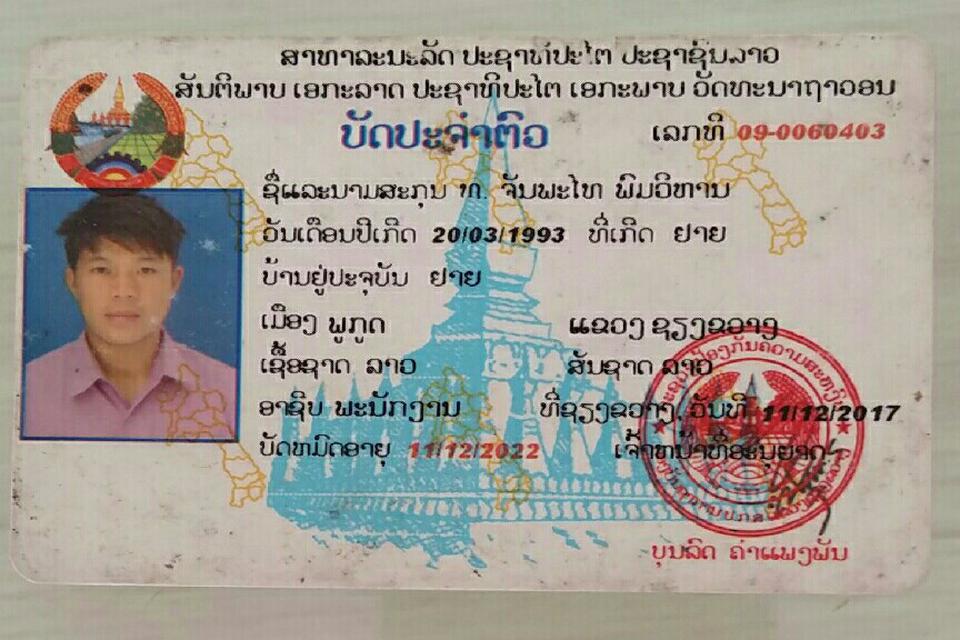 ສາທາລະນະລັດ ປະຊາທິປະໄຕ ປະຊາຊົນລາວ
ສັນຕິພາບ ເອກະລາດ ປະຊາທິປະໄຕ ເອກະພາບ ວັດທະນາຖາວອນ
ບັດປະຈຳຕົວ ເລກທີ 09-0060403
ຊື່ແລະນາມສະກຸນ ທ. ຈັນພະໄທ ພົມວິຫານ
ວັນເດືອນປີເກີດ 20/03/1993 ທີ່ເກີດ ຢາຍ
ບ້ານຢູ່ປະຈຸບັນ ຢາຍ
ເມືອງ ພູກູດ ແຂວງ ຊຽງຂວາງ
ເຊື້ອຊາດ ລາວ ສັນຊາດ ລາວ
ອາຊີບ ພະນັກງານ ທີ່ຊຽງຂວາງ, ວັນທີ 11/12/2017
ບັດຫມົດອາຍຸ 11/12/2022 ເຈົ້າຫນ້າທີ່ອະນຸຍາດ
ບຸນລົດ ຄຳແພງພັນ